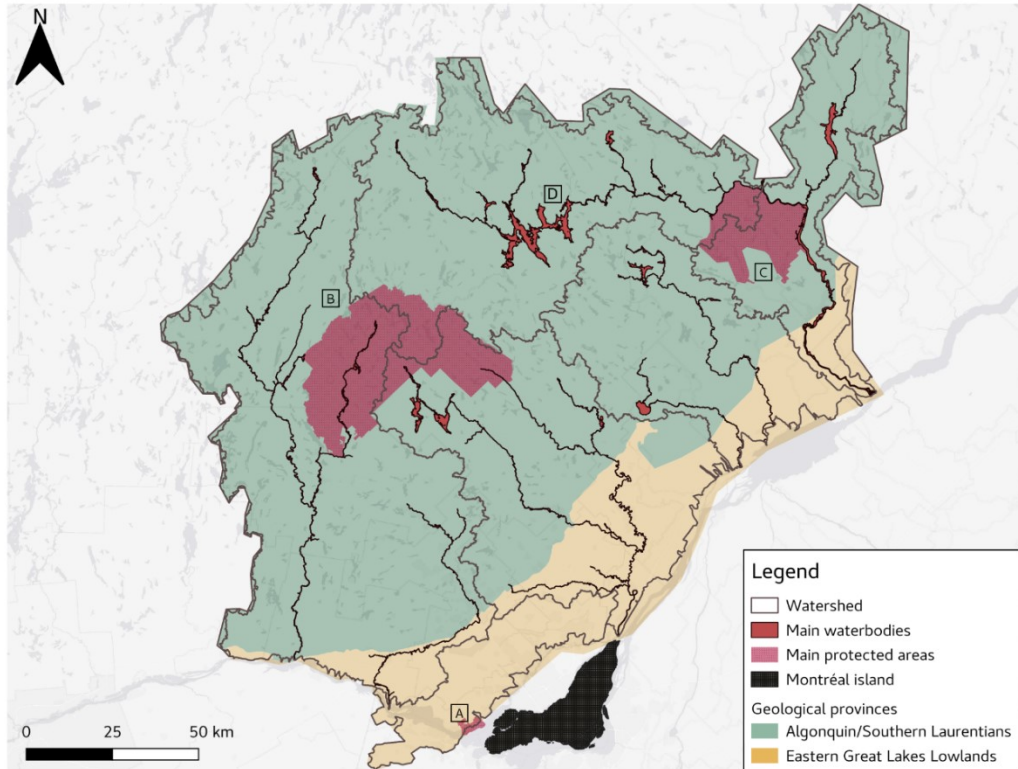 N
D
C
B
A
0 25 50 km
Legend
Watershed
Main waterbodies
Main protected areas
Montréal island
Geological provinces
Algonquin/Southern Laurentians
Eastern Great Lakes Lowlands